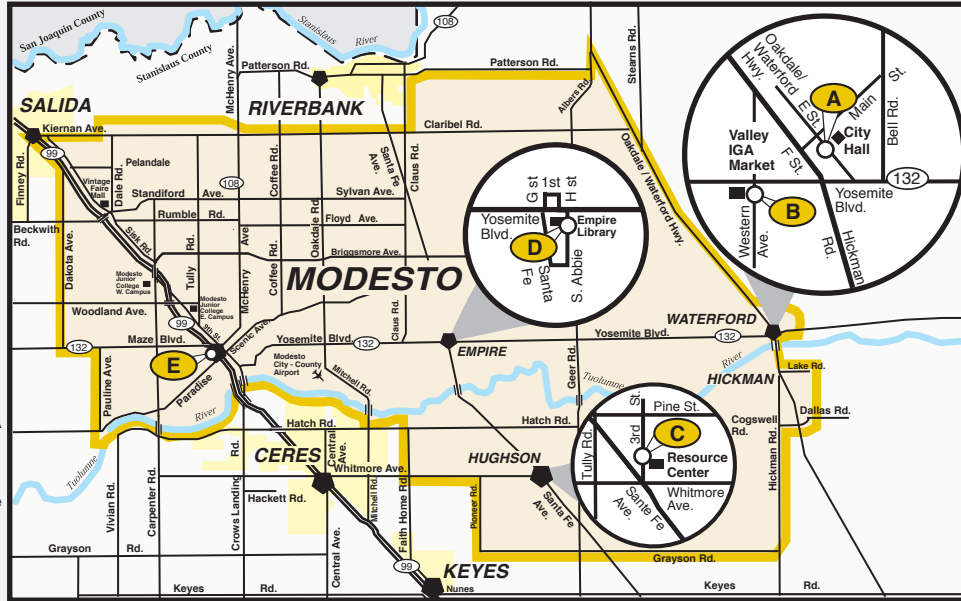 San Joaquin County
Stanislaus County
Stanislaus
River
108
Patterson Rd.
Patterson Rd.
RIVERBANK
McHenry Ave.
SALIDA
Kiernan Ave.
Claribel Rd.
Albers Rd.
Stearns Rd.
Oakdale / Waterford Hwy.
99
Finney Rd.
Pelandale
Vintage
Faire
Mall
Dale Rd.
108
Coffee Rd.
Santa Fe
Ave.
Claus Rd.
Standiford Ave.
Sylvan Ave.
Oakdale Rd.
Rumble Rd.
Floyd Ave.
Beckwith
Rd.
Sisk Rd.
Dakota Ave.
Tully
Rd.
McHenry
Ave
Coffee
Rd.
Briggsmore Ave.
MODESTO
Modesto
Junior
College
W. Campus
Modesto
Junior
College
E. Campus
Woodland Ave.
99
9th St.
Scenic Ave.
Claus Rd.
132
Maze Blvd.
E
Yosemite Blvd.
132
Yosemite Blvd.
132
WATERFORD
EMPIRE
Modesto
City - County
Airport
Mitchell Rd.
Geer Rd.
Tuolumne
River
HICKMAN
Lake Rd.
Pauline Ave.
Paradise
River
Tuolumne
Hatch Rd.
Hatch Rd.
Cogswell
Rd.
Dallas Rd.
Hickman Rd.
CERES
Central
Ave.
Whitmore Ave.
HUGHSON
Santa Fe
Ave.
Vivian Rd.
Carpenter Rd.
Crows Landing
Rd.
Hackett Rd.
Mitchell Rd.
Faith Home Rd.
Pioneer Rd.
Grayson Rd.
Central Ave.
99
Grayson Rd.
KEYES
Nunes
Keyes Rd.
Keyes Rd.
Oakdale/
Waterford
Hwy.
E St.
A
Main St.
Bell Rd.
City
Hall
Valley
IGA
Market
F St.
132
Yosemite
Blvd.
B
Western
Ave.
Hickman
Rd.
G st
1st
H st
Yosemite
Blvd.
Empire
Library
D
Santa
Fe
S. Abbie
3rd
St.
Pine St.
C
Tully Rd.
Resource
Center
Whitmore
Ave.
Sante Fe
Ave.